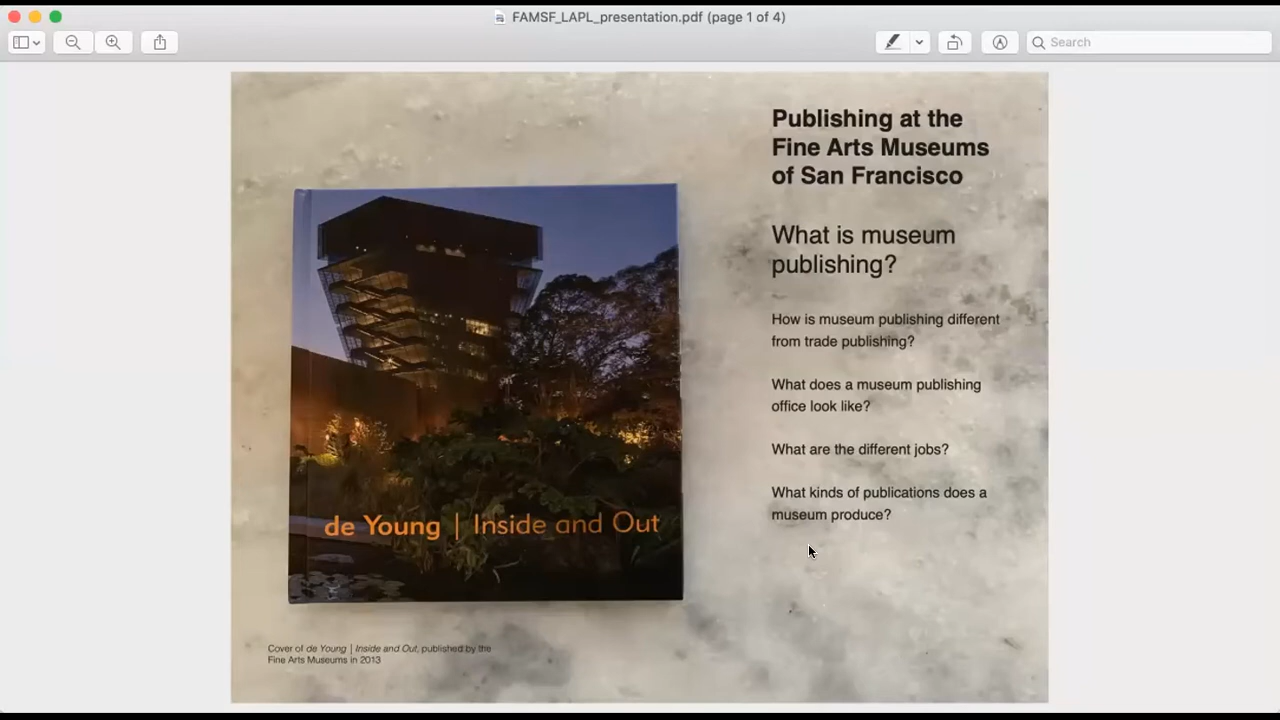 FAMSF_LAPL_presentation.pdf (page 1 of 4)
Search
Publishing at the
Fine Arts Museums
of San Francisco
What is museum
publishing?
How is museum publishing different
from trade publishing?
What does a museum publishing
office look like?
What are the different jobs?
What kinds of publications does a
museum produce?
de Young | Inside and Out
Cover of de Young | Inside and Out, published by the
Fine Arts Museums in 2013